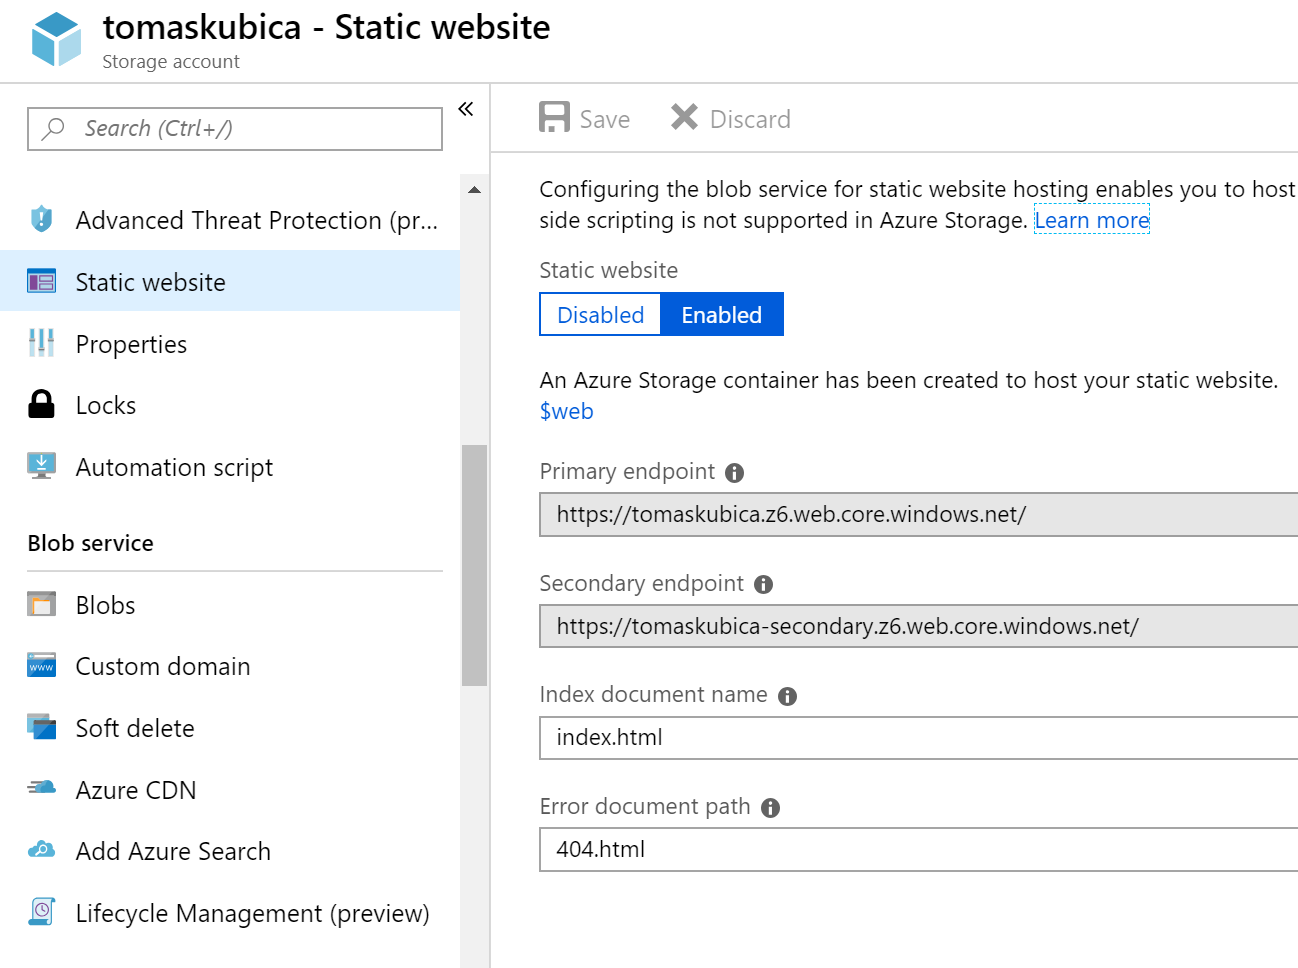 tomaskubica - Static website
Storage account
Search (Ctrl+/)
«
Advanced Threat Protection (pr...
Static website
Properties
Locks
Automation script
Blob service
Blobs
www
Custom domain
Soft delete
Azure CDN
Add Azure Search
Lifecycle Management (preview)
Save
Discard
Configuring the blob service for static website hosting enables you to host
side scripting is not supported in Azure Storage. Learn more
Static website
Disabled
Enabled
An Azure Storage container has been created to host your static website.
$web
Primary endpoint
https://tomaskubica.z6.web.core.windows.net/
Secondary endpoint
https://tomaskubica-secondary.z6.web.core.windows.net/
Index document name
index.html
Error document path
404.html